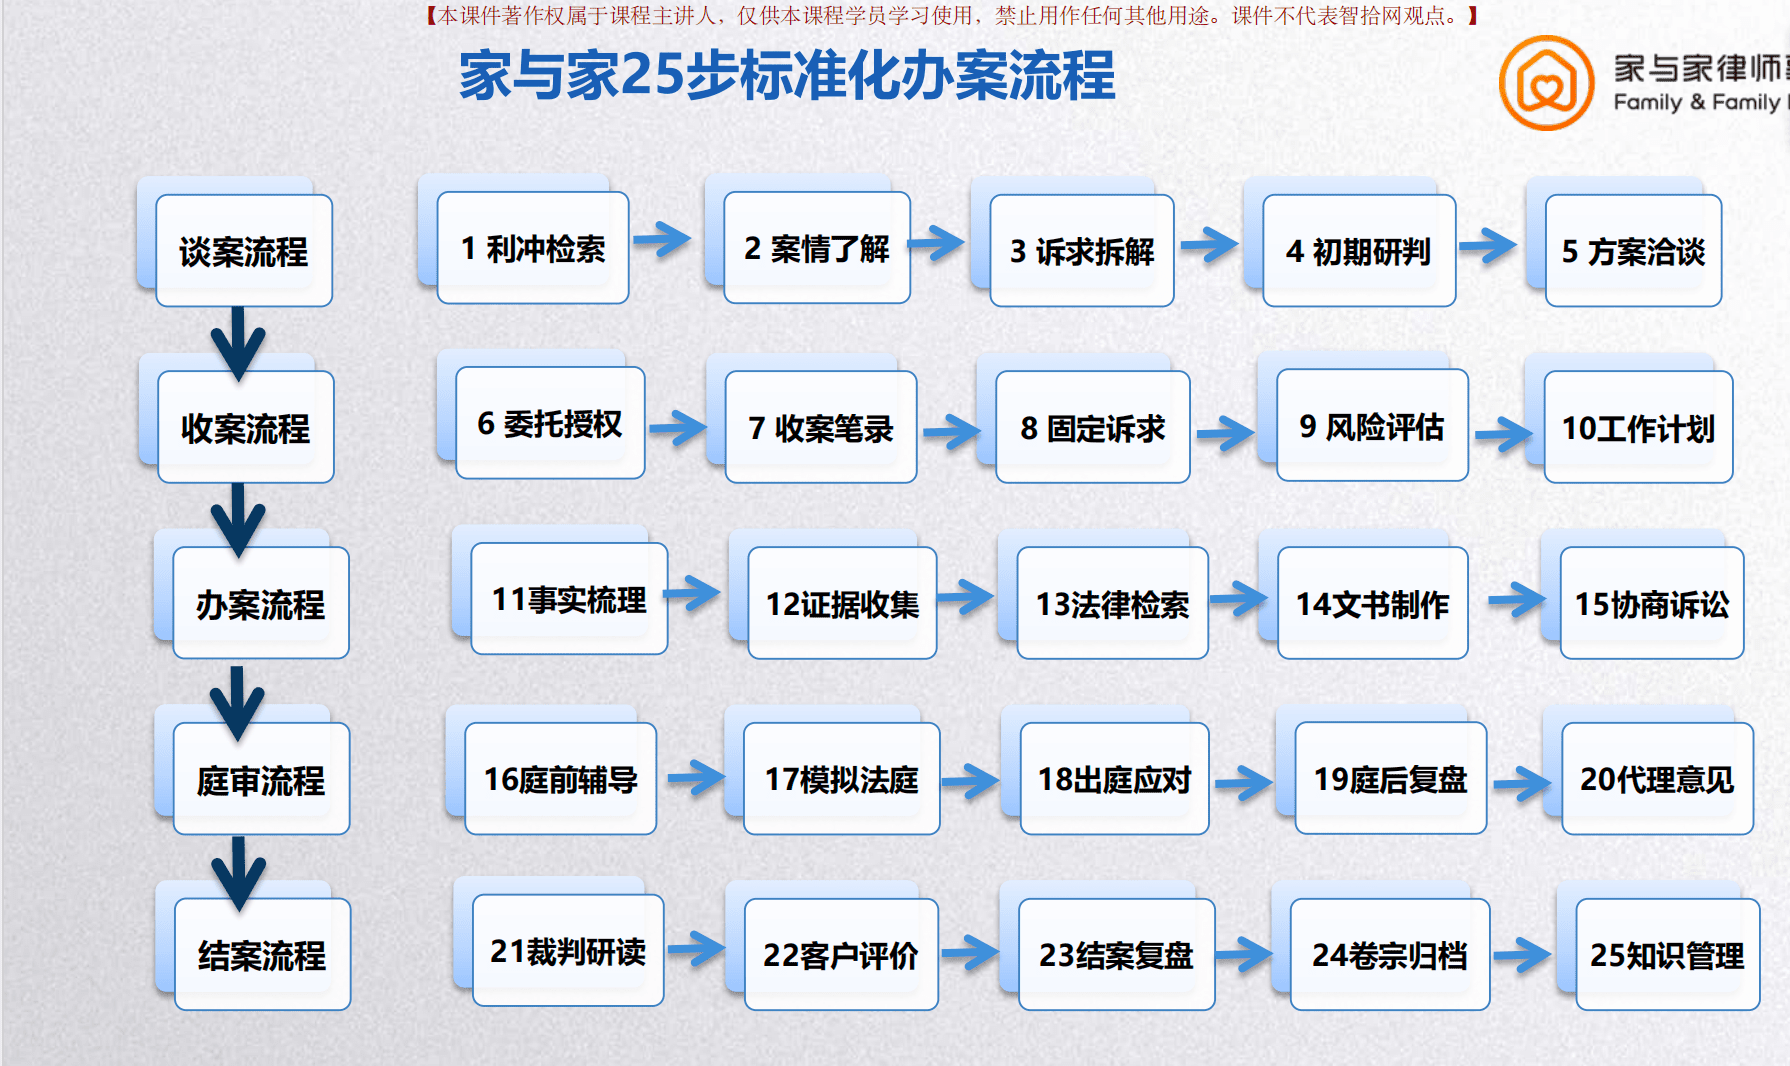 【本课件著作权属于课程主讲人，仅供本课程学员学习使用，禁止用作任何其他用途。课件不代表智拾网观点。】
家与家25步标准化办案流程
家与家律师
Family & Family
谈案流程
1 利冲检索
2 案情了解
3 诉求拆解
4 初期研判
5 方案洽谈
收案流程
6 委托授权
7 收案笔录
8 固定诉求
9 风险评估
10工作计划
办案流程
11事实梳理
12证据收集
13法律检索
14文书制作
15协商诉讼
庭审流程
16庭前辅导
17模拟法庭
18出庭应对
19庭后复盘
20代理意见
结案流程
21裁判研读
22客户评价
23结案复盘
24卷宗归档
25知识管理